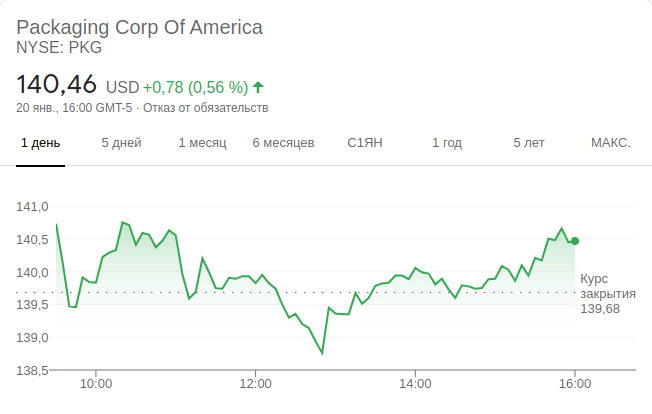 Packaging Corp Of America
NYSE: PKG
140,46 USD +0,78 (0,56 %)
20 янв., 16:00 GMT-5 · Отказ от обязательств
1 день 5 дней 1 месяц 6 месяцев С1ЯН 1 год 5 лет МАКС.
141,0
140,5
140,0
139,5
139,0
138,5
Курс
закрытия
139,68
10:00 12:00 14:00 16:00